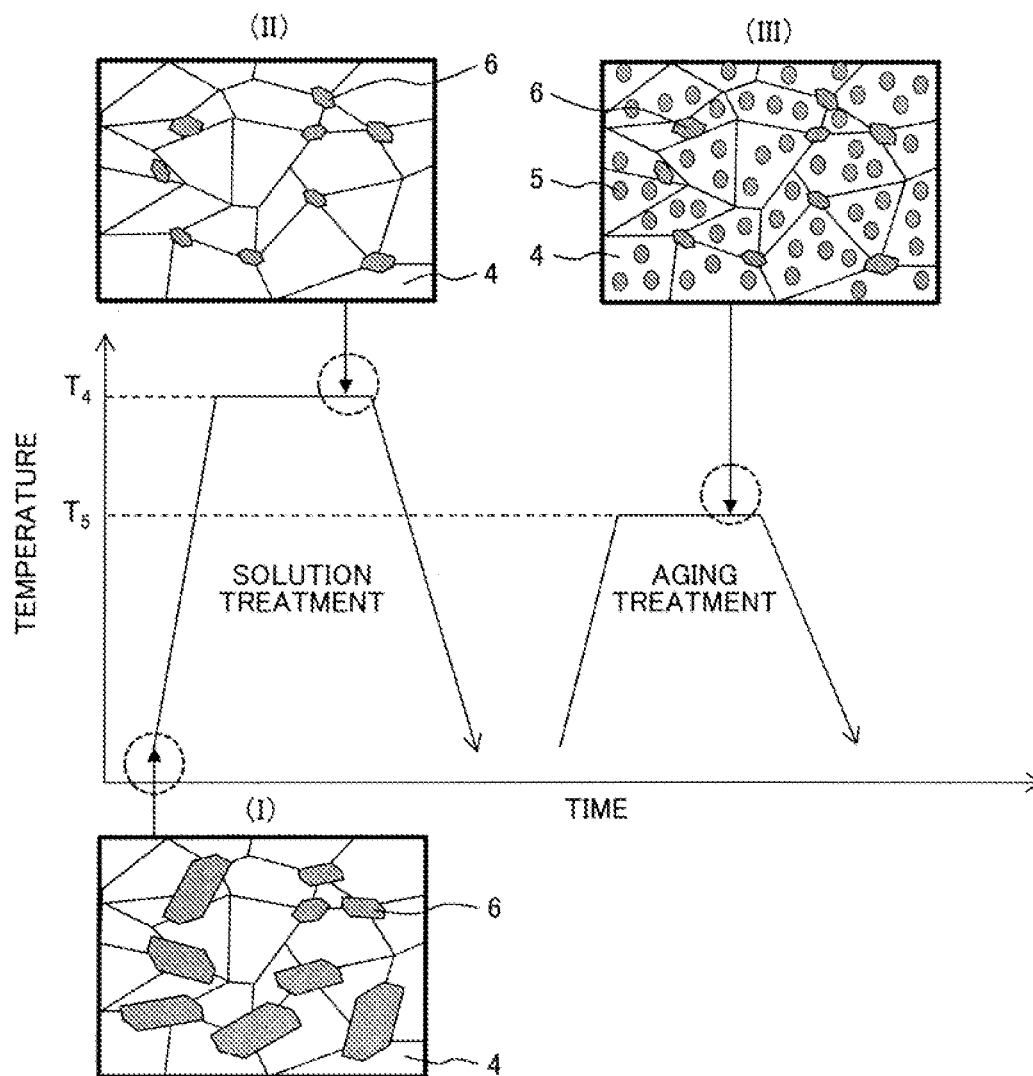 (II)
(III)
6
6
5
4
4
T4
T5
TEMPERATURE
SOLUTION
TREATMENT
AGING
TREATMENT
TIME
(I)
6
4